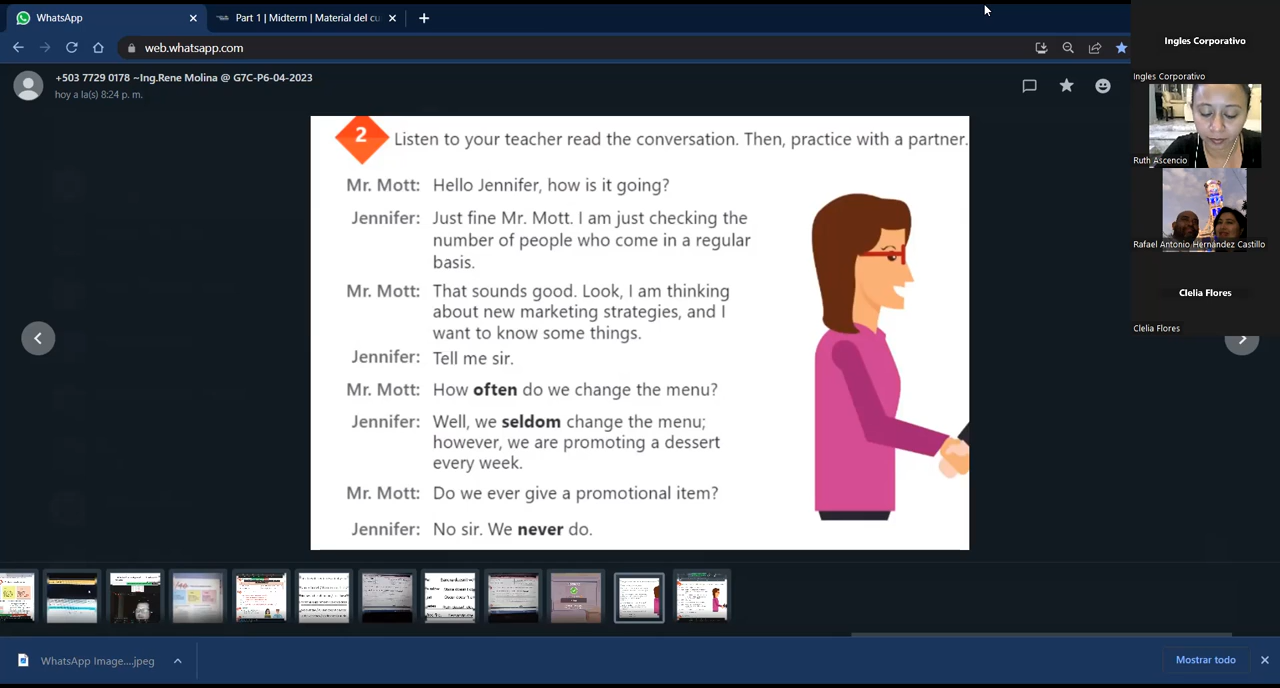 WhatsApp
Part 1 | Midterm | Material del cu
web.whatsapp.com
+503 7729 0178 ~Ing.Rene Molina @ G7C-P6-04-2023
hoy a la(s) 8:24 p. m.
2 Listen to your teacher read the conversation. Then, practice with a partner.
Mr. Mott: Hello Jennifer, how is it going?
Jennifer: Just fine Mr. Mott. I am just checking the
number of people who come in a regular
basis.
Mr. Mott: That sounds good. Look, I am thinking
about new marketing strategies, and I
want to know some things.
Jennifer: Tell me sir.
Mr. Mott: How often do we change the menu?
Jennifer: Well, we seldom change the menu;
however, we are promoting a dessert
every week.
Mr. Mott: Do we ever give a promotional item?
Jennifer: No sir. We never do.
Ingles Corporativo
Ingles Corporativo
Ruth Ascencio
Rafael Antonio Hernández Castillo
Clelia Flores
Clelia Flores
WhatsApp Image....jpeg
Mostrar todo